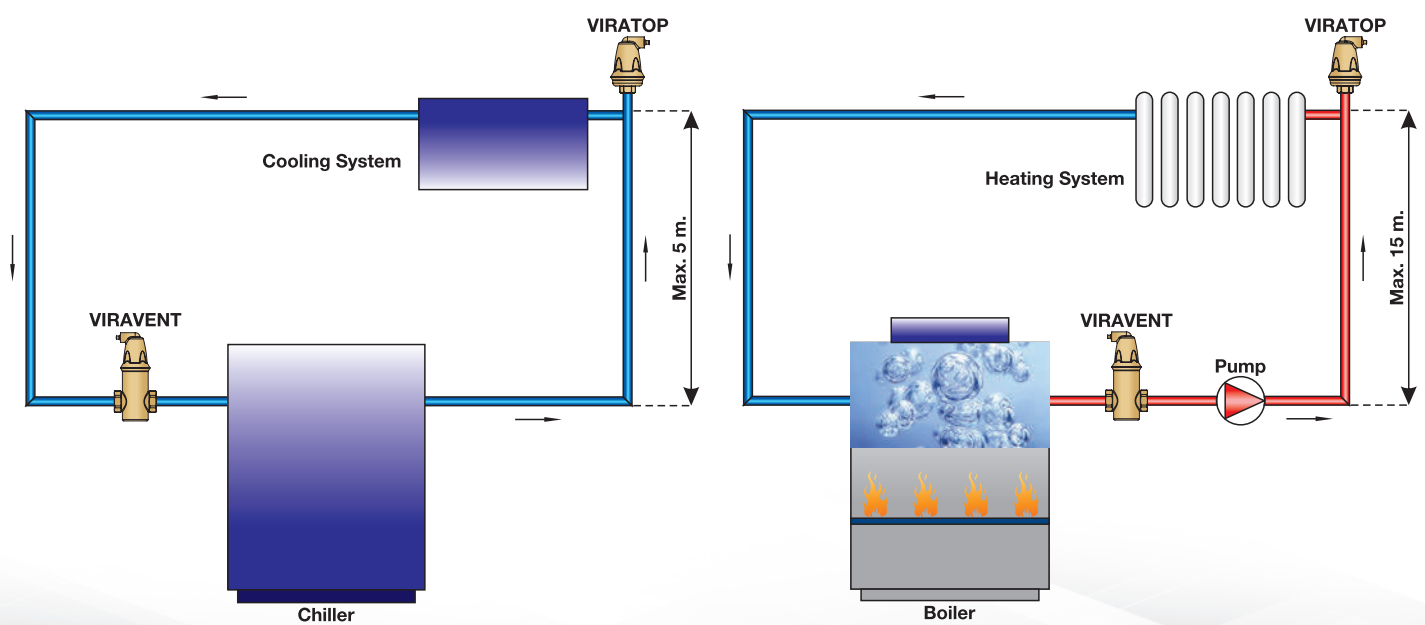 VIRATOP
Cooling System
Max. 5 m.
VIRAVENT
Chiller
VIRATOP
Heating System
Max. 15 m.
VIRAVENT
Pump
Boiler